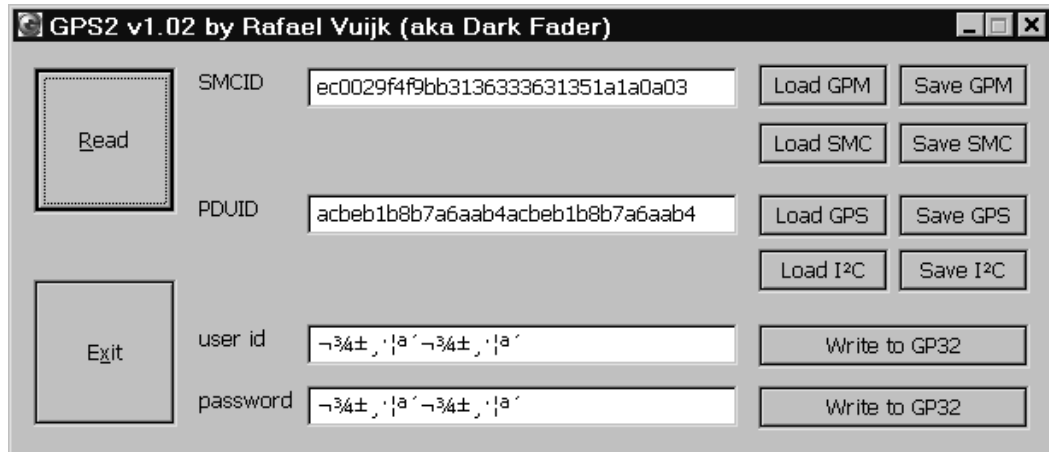 GPS2 v1.02 by Rafael Vuijk (aka Dark Fader)
Read
SMCID
ec0029f4f9bb3136333631351a1a0a03
Load GPM
Save GPM
Load SMC
Save SMC
PDUID
acbeb1b8b7a6aab4acbeb1b8b7a6aab4
Load GPS
Save GPS
Load I²C
Save I²C
Exit
user id
¬¾±¸·¦ª´¬¾±¸·¦ª´
Write to GP32
password
¬¾±¸·¦ª´¬¾±¸·¦ª´
Write to GP32